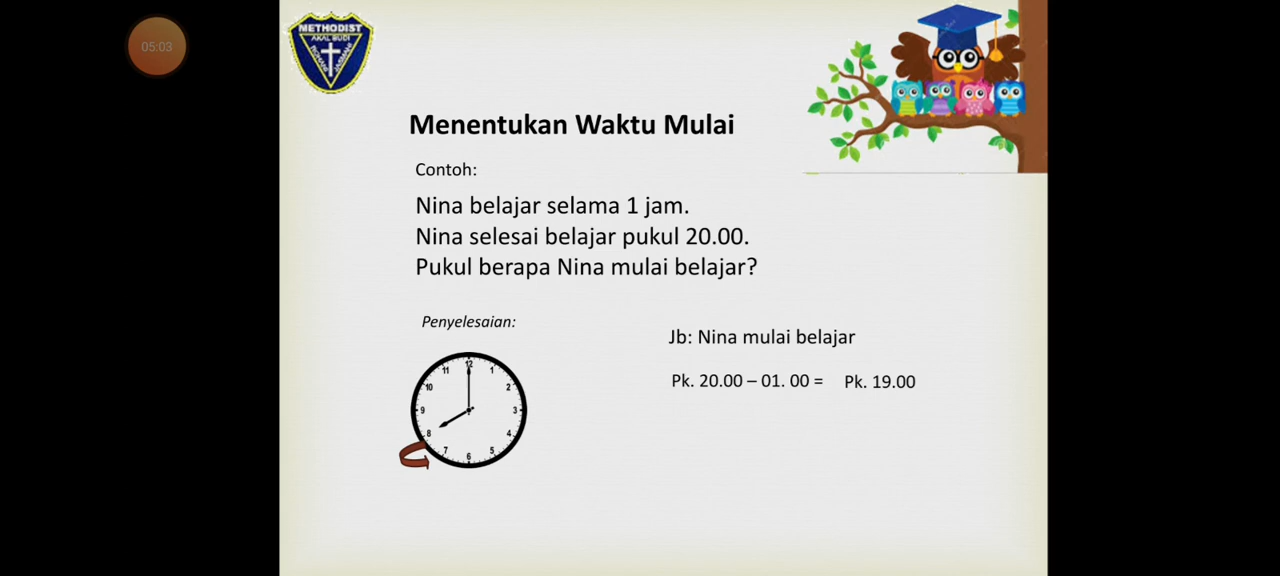 05:03
METHODIST
AKAL BUDI
Menentukan Waktu Mulai
Contoh:
Nina belajar selama 1 jam.
Nina selesai belajar pukul 20.00.
Pukul berapa Nina mulai belajar?
Penyelesaian:
12
11 1
10 2
9 3
8 4
7 5
6
Jb: Nina mulai belajar
Pk. 20.00 – 01. 00 = Pk. 19.00